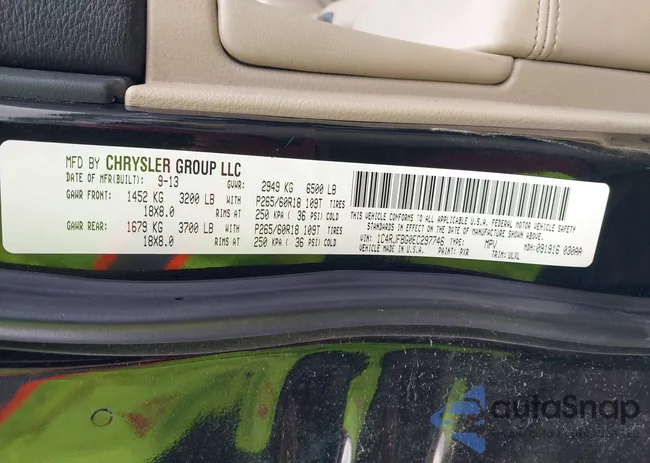 MFD BY CHRYSLER GROUP LLC
DATE OF MFR(BUILT): 9-13 GVWR: 2949 KG 6500 LB
GAWR FRONT: 1452 KG 3200 LB WITH P265/60R18 109T TIRES
18X8.0 RIMS AT 250 KPA ( 36 PSI) COLD
GAWR REAR: 1679 KG 3700 LB WITH P265/60R18 109T TIRES
18X8.0 RIMS AT 250 KPA ( 36 PSI) COLD
THIS VEHICLE CONFORMS TO ALL APPLICABLE U.S.A. FEDERAL MOTOR VEHICLE SAFETY
STANDARDS IN EFFECT ON THE DATE OF MANUFACTURE SHOWN ABOVE.
VIN: 1C4RJFBG0EC297746 TYPE: MPV MDH: 091916 030AA
VEHICLE MADE IN U.S.A. PAINT: PXR TRIM: ULXL
autoSnap